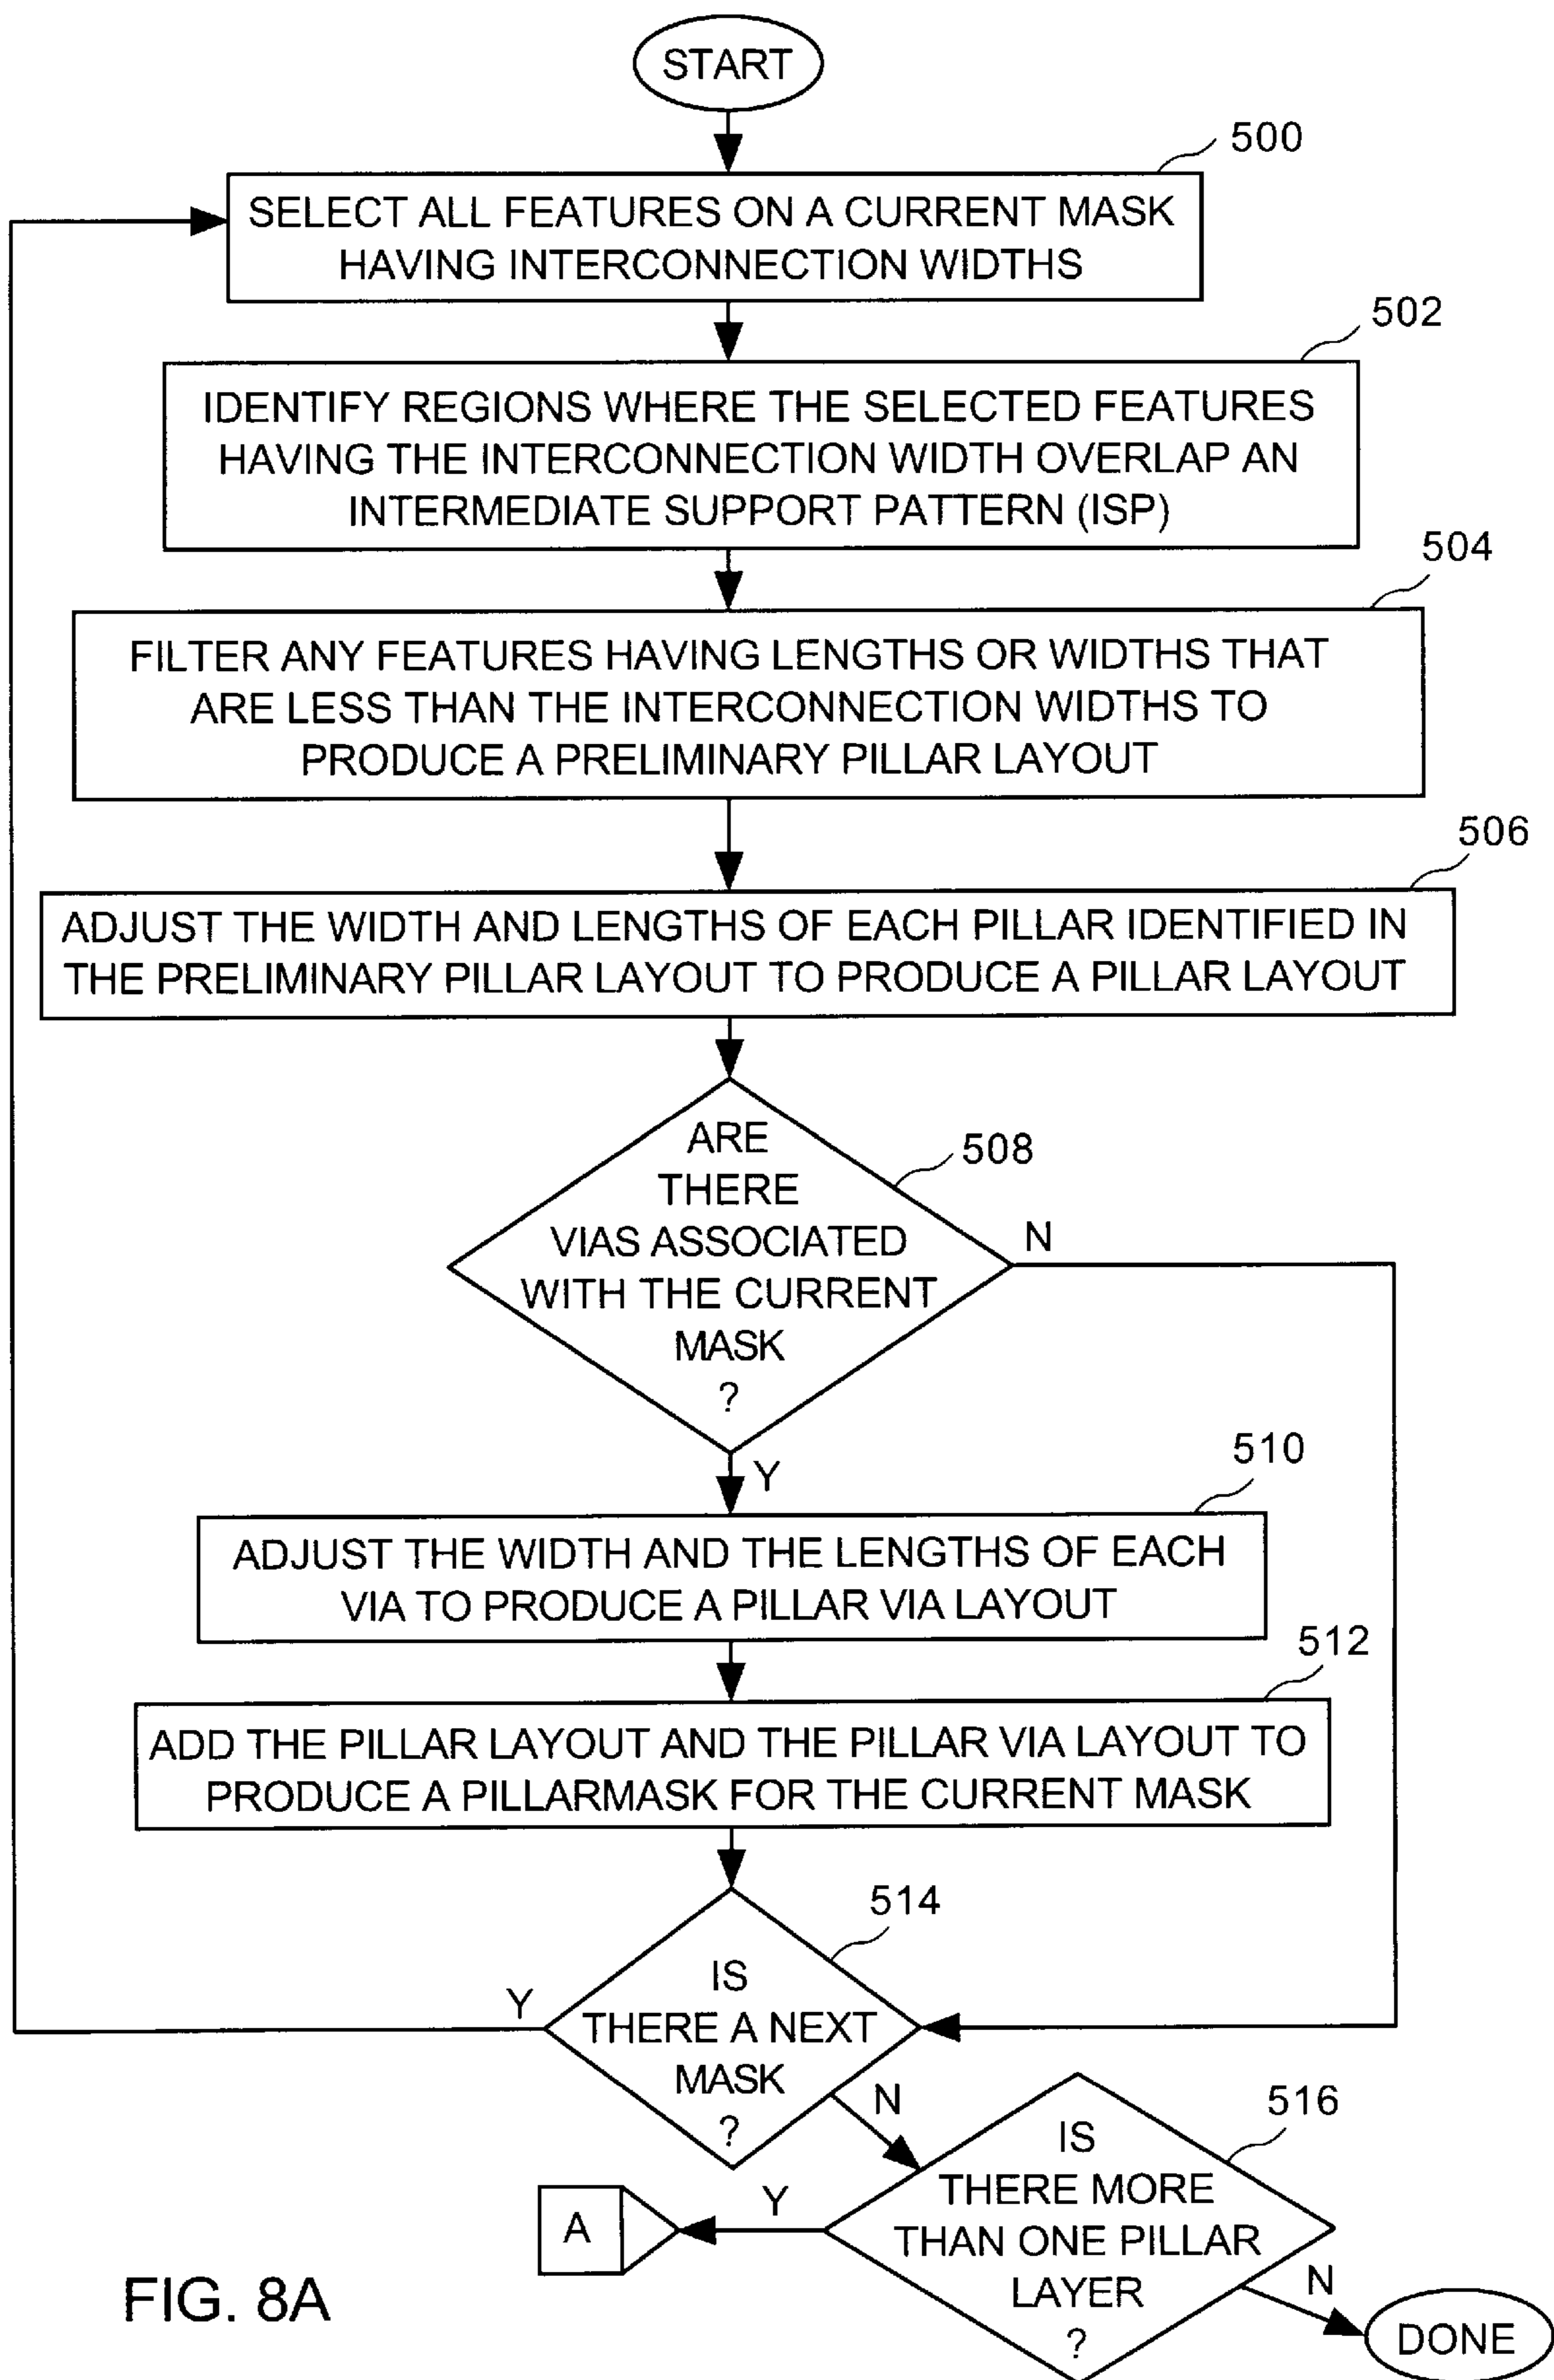 START
500
SELECT ALL FEATURES ON A CURRENT MASK
HAVING INTERCONNECTION WIDTHS
502
IDENTIFY REGIONS WHERE THE SELECTED FEATURES
HAVING THE INTERCONNECTION WIDTH OVERLAP AN
INTERMEDIATE SUPPORT PATTERN (ISP)
504
FILTER ANY FEATURES HAVING LENGTHS OR WIDTHS THAT
ARE LESS THAN THE INTERCONNECTION WIDTHS TO
PRODUCE A PRELIMINARY PILLAR LAYOUT
506
ADJUST THE WIDTH AND LENGTHS OF EACH PILLAR IDENTIFIED IN
THE PRELIMINARY PILLAR LAYOUT TO PRODUCE A PILLAR LAYOUT
508
ARE
THERE
VIAS ASSOCIATED
WITH THE CURRENT
MASK
?
N
Y
510
ADJUST THE WIDTH AND THE LENGTHS OF EACH
VIA TO PRODUCE A PILLAR VIA LAYOUT
512
ADD THE PILLAR LAYOUT AND THE PILLAR VIA LAYOUT TO
PRODUCE A PILLARMASK FOR THE CURRENT MASK
514
IS
THERE A NEXT
MASK
?
Y
N
516
IS
THERE MORE
THAN ONE PILLAR
LAYER
?
Y
A
N
DONE
FIG. 8A